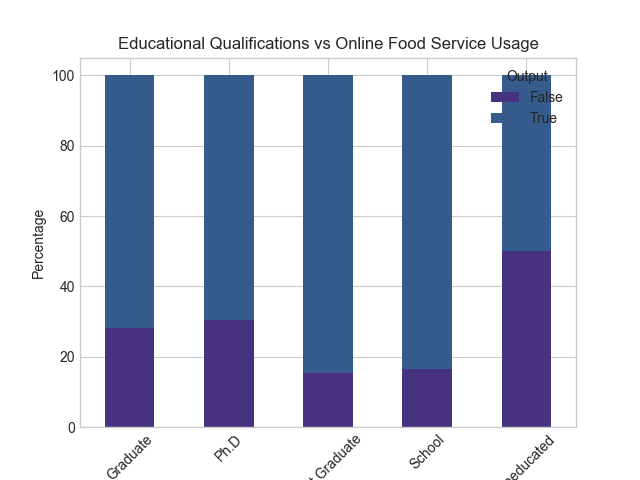 Educational Qualifications vs Online Food Service Usage
Output
False
True
Percentage
100
80
60
40
20
0
Graduate
Ph.D
Graduate
School